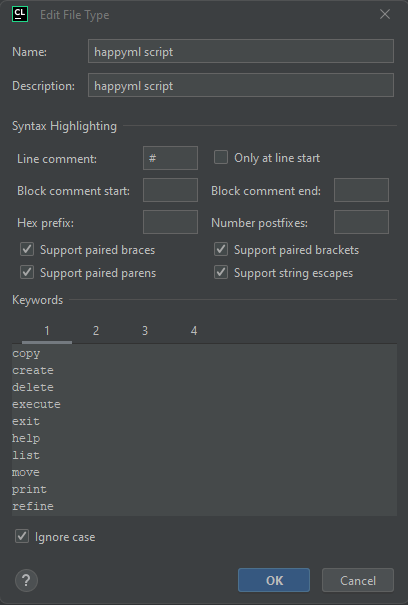 CL Edit File Type
Name: happyml script
Description: happyml script
Syntax Highlighting
Line comment: # Only at line start
Block comment start: Block comment end:
Hex prefix: Number postfixes:
Support paired braces Support paired brackets
Support paired parens Support string escapes
Keywords
1 2 3 4
copy
create
delete
execute
exit
help
list
move
print
refine
Ignore case
? OK Cancel